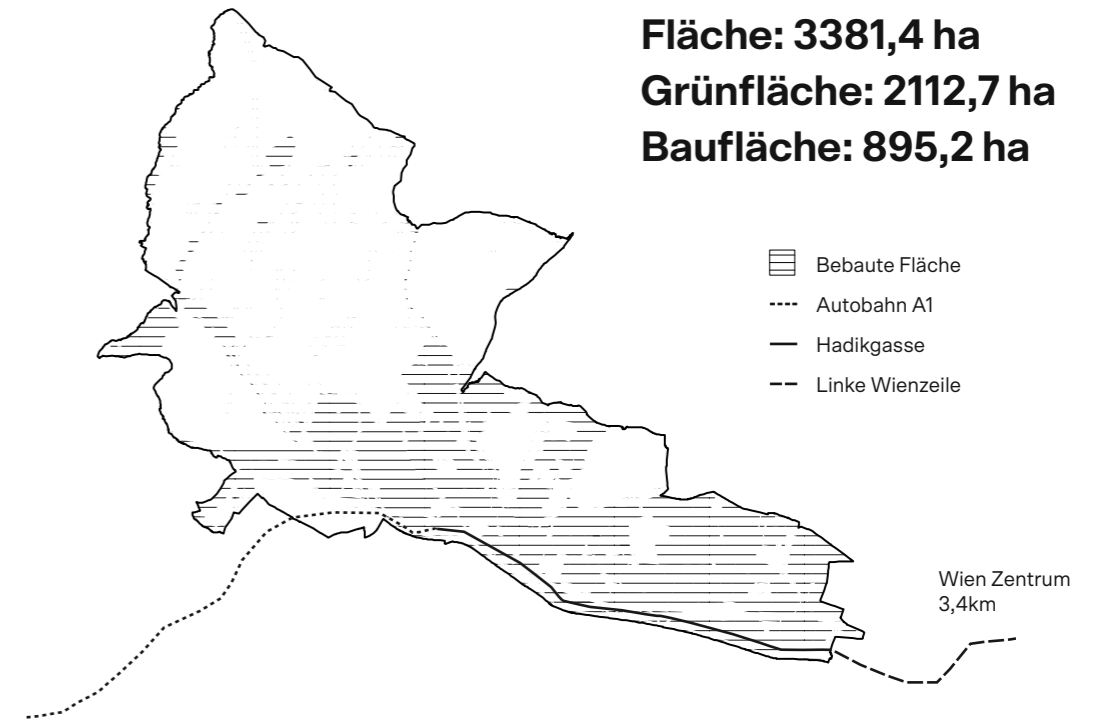 Fläche: 3381,4 ha
Grünfläche: 2112,7 ha
Baufläche: 895,2 ha
Bebaute Fläche
Autobahn A1
Hadikgasse
Linke Wienzeile
Wien Zentrum
3,4km